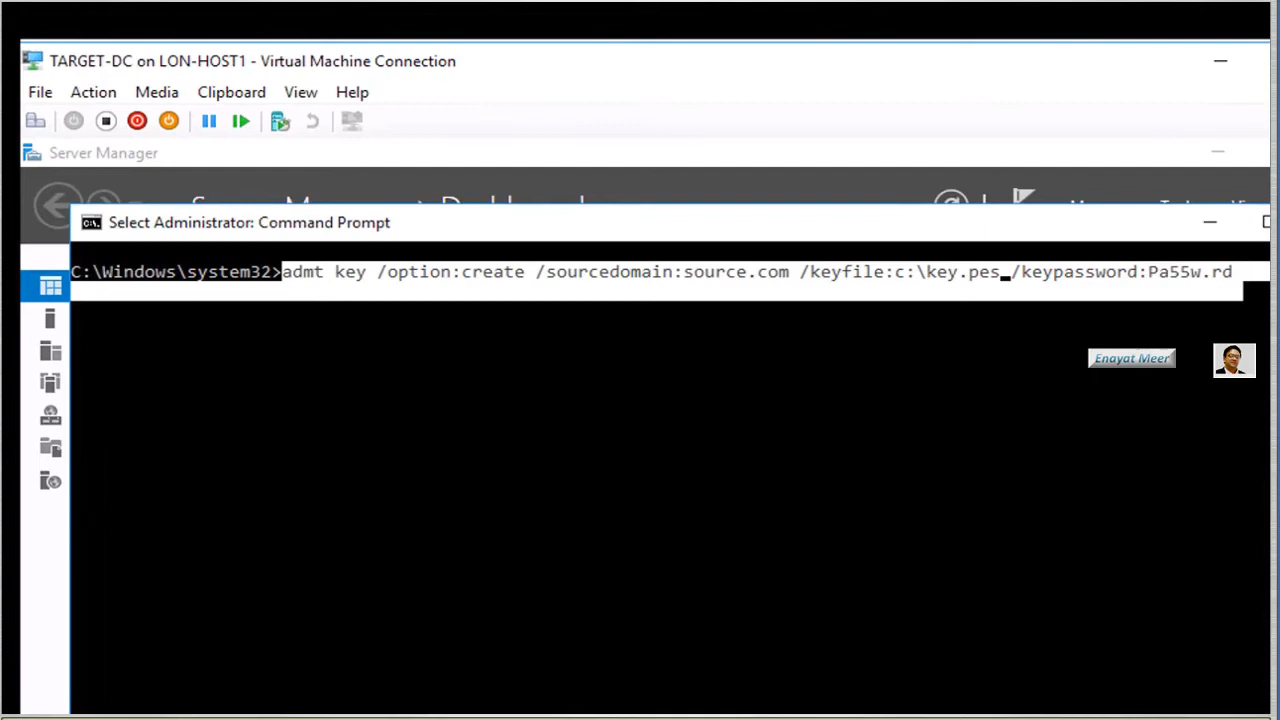 TARGET-DC on LON-HOST1 - Virtual Machine Connection
File Action Media Clipboard View Help
Server Manager
Select Administrator: Command Prompt
C:\Windows\system32>admt key /option:create /sourcedomain:source.com /keyfile:c:\key.pes /keypassword:Pa55w.rd
Enayat Meer